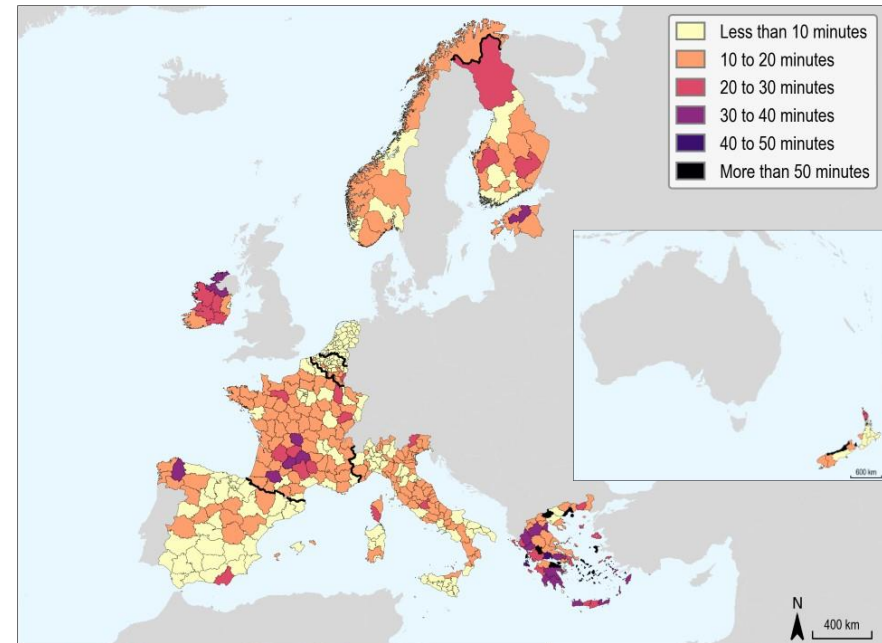 Less than 10 minutes
10 to 20 minutes
20 to 30 minutes
30 to 40 minutes
40 to 50 minutes
More than 50 minutes
600 km
N
400 km